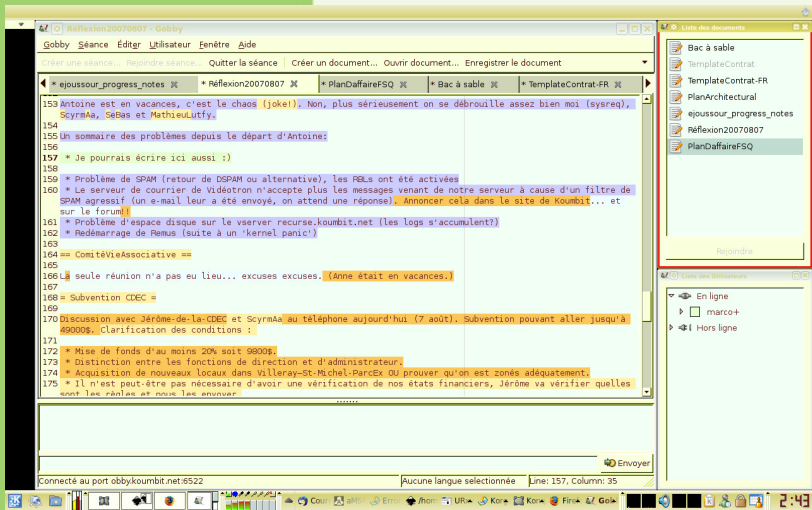 Réflexion20070807 - Gobby
Gobby Séance Éditer Utilisateur Fenêtre Aide
Créer une séance... Rejoindre séance... Quitter la séance Créer un document... Ouvrir document... Enregistrer le document
* ejoussour_progress_notes * Réflexion20070807 * PlanDaffaireFSQ * Bac à sable * TemplateContrat-FR
153 Antoine est en vacances, c'est le chaos (joke!). Non, plus sérieusement on se débrouille assez bien moi (sysreq),
ScyrmAa, SeBas et MathieuLutfy.
154
155 Un sommaire des problèmes depuis le départ d'Antoine:
156
157 * Je pourrais écrire ici aussi :)
158
159 * Problème de SPAM (retour de DSPAM ou alternative), les RBLs ont été activées
160 * Le serveur de courrier de Vidéotron n'accepte plus les messages venant de notre serveur à cause d'un filtre de
SPAM agressif (un e-mail leur a été envoyé, on attend une réponse). Annoncer cela dans le site de Koumbit... et
sur le forum!!
161 * Problème d'espace disque sur le vserver recurse.koumbit.net (les logs s'accumulent?)
162 * Redémarrage de Remus (suite à un 'kernel panic')
163
164 == ComitéVieAssociative ==
165
166 La seule réunion n'a pas eu lieu... excuses excuses. (Anne était en vacances.)
167
168 = Subvention CDEC =
169
170 Discussion avec Jérôme-de-la-CDEC et ScyrmAa au téléphone aujourd'hui (7 août). Subvention pouvant aller jusqu'à
49000$. Clarification des conditions :
171
172 * Mise de fonds d'au moins 20% soit 9800$.
173 * Distinction entre les fonctions de direction et d'administrateur.
174 * Acquisition de nouveaux locaux dans Villeray–St-Michel-ParcEx OU prouver qu'on est zonés adéquatement.
175 * Il n'est peut-être pas nécessaire d'avoir une vérification de nos états financiers, Jérôme va vérifier quelles
sont les règles et nous les envoyer
Envoyer
Connecté au port obby.koumbit.net:6522 Aucune langue selectionnée Line: 157, Column: 35
Liste des documents
Bac à sable
TemplateContrat
TemplateContrat-FR
PlanArchitectural
ejoussour_progress_notes
Réflexion20070807
PlanDaffaireFSQ
Rejoindre
Liste des utilisateurs
En ligne
marco+
Hors ligne
Cour aMS Erro /hom URL Kor Kor Fire Gob
2:43